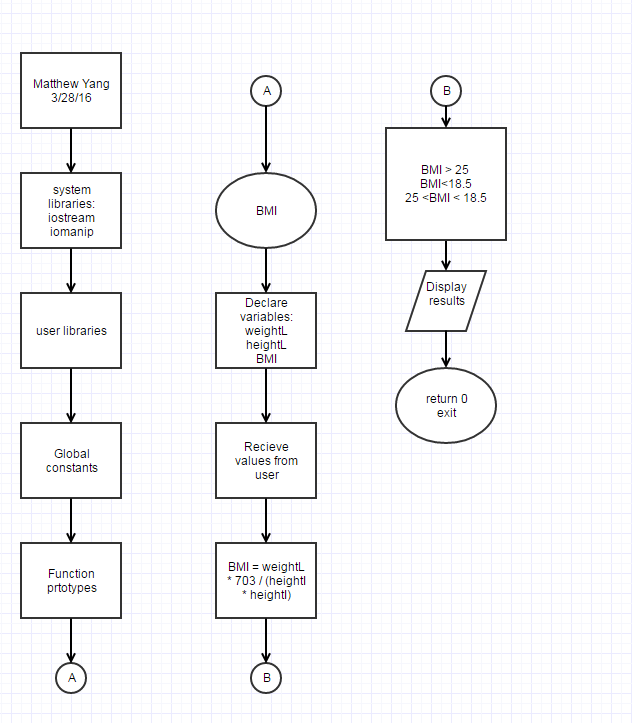 Matthew Yang
3/28/16
system
libraries:
iostream
iomanip
user libraries
Global
constants
Function
prtotypes
A
A
BMI
Declare
variables:
weightL
heightL
BMI
Recieve
values from
user
BMI = weightL
* 703 / (heightI
* heightI)
B
B
BMI > 25
BMI<18.5
25 <BMI < 18.5
Display
results
return 0
exit